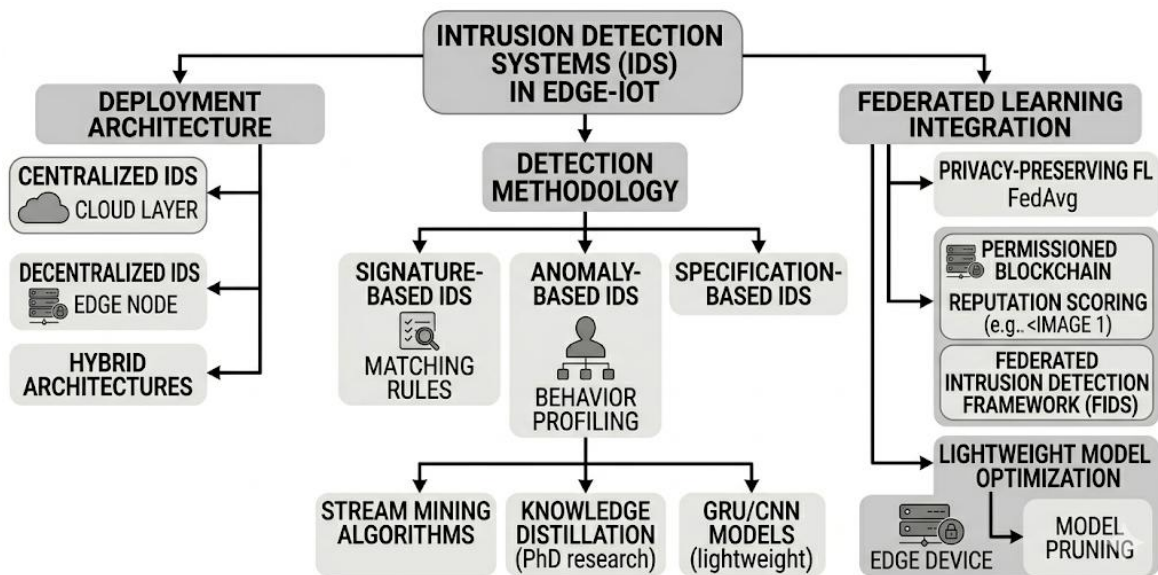 INTRUSION DETECTION
SYSTEMS (IDS)
IN EDGE-IOT
DEPLOYMENT
ARCHITECTURE
CENTRALIZED IDS
CLOUD LAYER
DECENTRALIZED IDS
EDGE NODE
HYBRID
ARCHITECTURES
DETECTION
METHODOLOGY
SIGNATURE-
BASED IDS
MATCHING
RULES
ANOMALY-
BASED IDS
BEHAVIOR
PROFILING
SPECIFICATION-
BASED IDS
STREAM MINING
ALGORITHMS
KNOWLEDGE
DISTILLATION
(PhD research)
GRU/CNN
MODELS
(lightweight)
FEDERATED LEARNING
INTEGRATION
PRIVACY-PRESERVING FL
FedAvg
PERMISSIONED
BLOCKCHAIN
REPUTATION SCORING
(e.g.. <IMAGE 1)
FEDERATED
INTRUSION DETECTION
FRAMEWORK (FIDS)
LIGHTWEIGHT MODEL
OPTIMIZATION
EDGE DEVICE
MODEL
PRUNING